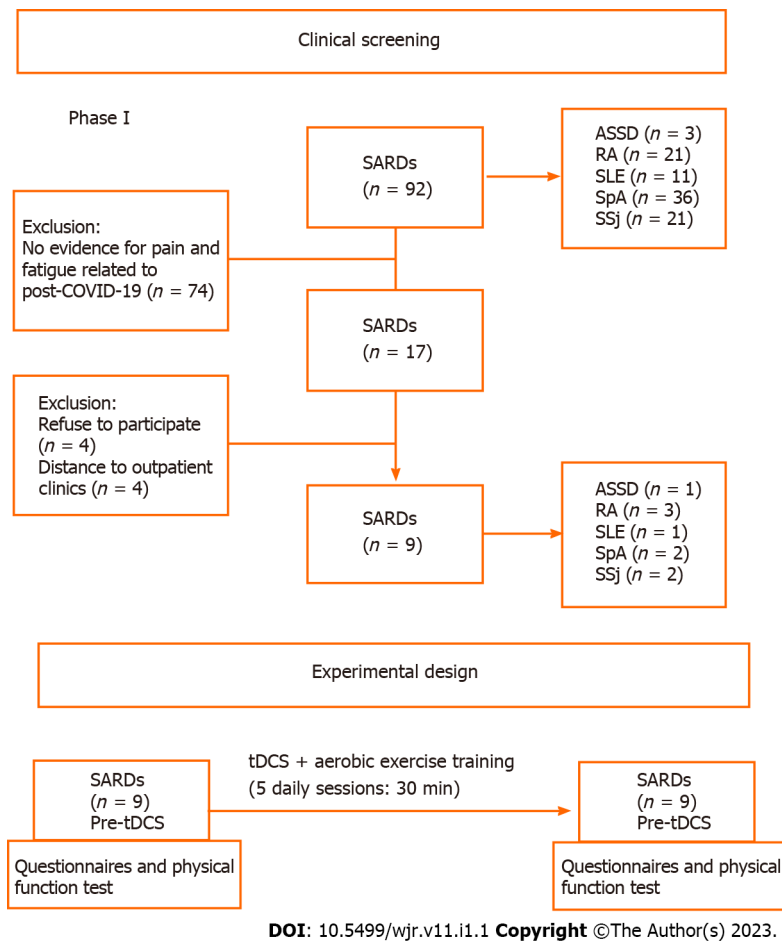 Clinical screening
Phase I
SARDs
(n = 92)
ASSD (n = 3)
RA (n = 21)
SLE (n = 11)
SpA (n = 36)
SSj (n = 21)
Exclusion:
No evidence for pain and
fatigue related to
post-COVID-19 (n = 74)
SARDs
(n = 17)
Exclusion:
Refuse to participate
(n = 4)
Distance to outpatient
clinics (n = 4)
SARDs
(n = 9)
ASSD (n = 1)
RA (n = 3)
SLE (n = 1)
SpA (n = 2)
SSj (n = 2)
Experimental design
SARDs
(n = 9)
Pre-tDCS
Questionnaires and physical
function test
tDCS + aerobic exercise training
(5 daily sessions: 30 min)
SARDs
(n = 9)
Pre-tDCS
Questionnaires and physical
function test
DOI: 10.5499/wjr.v11.i1.1 Copyright ©The Author(s) 2023.